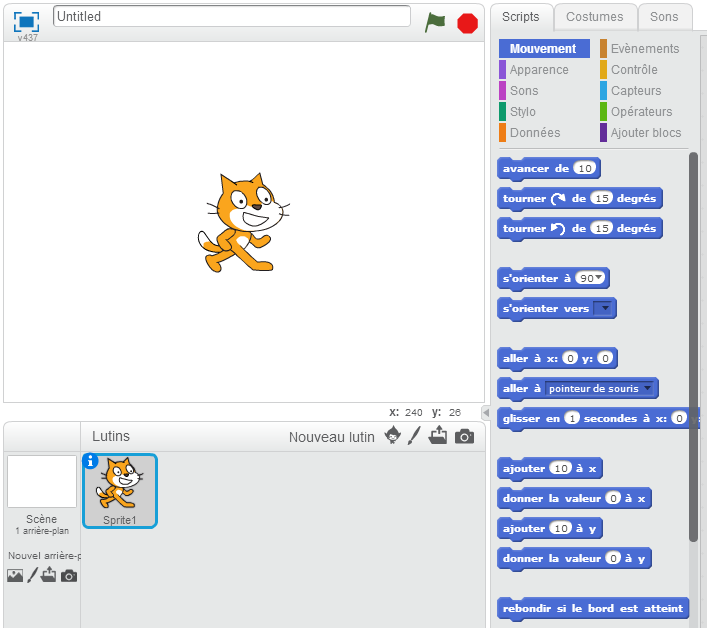 Untitled
v437
Scripts
Costumes
Sons
Mouvement
Evènements
Apparence
Contrôle
Sons
Capteurs
Stylo
Opérateurs
Données
Ajouter blocs
avancer de 10
tourner de 15 degrés
tourner de 15 degrés
s'orienter à 90
s'orienter vers
aller à x: 0 y: 0
aller à pointeur de souris
glisser en 1 secondes à x: 0
ajouter 10 à x
donner la valeur 0 à x
ajouter 10 à y
donner la valeur 0 à y
rebondir si le bord est atteint
x: 240 y: 26
Lutins
Nouveau lutin
Scène
1 arrière-plan
Nouvel arrière-p
i
Sprite1